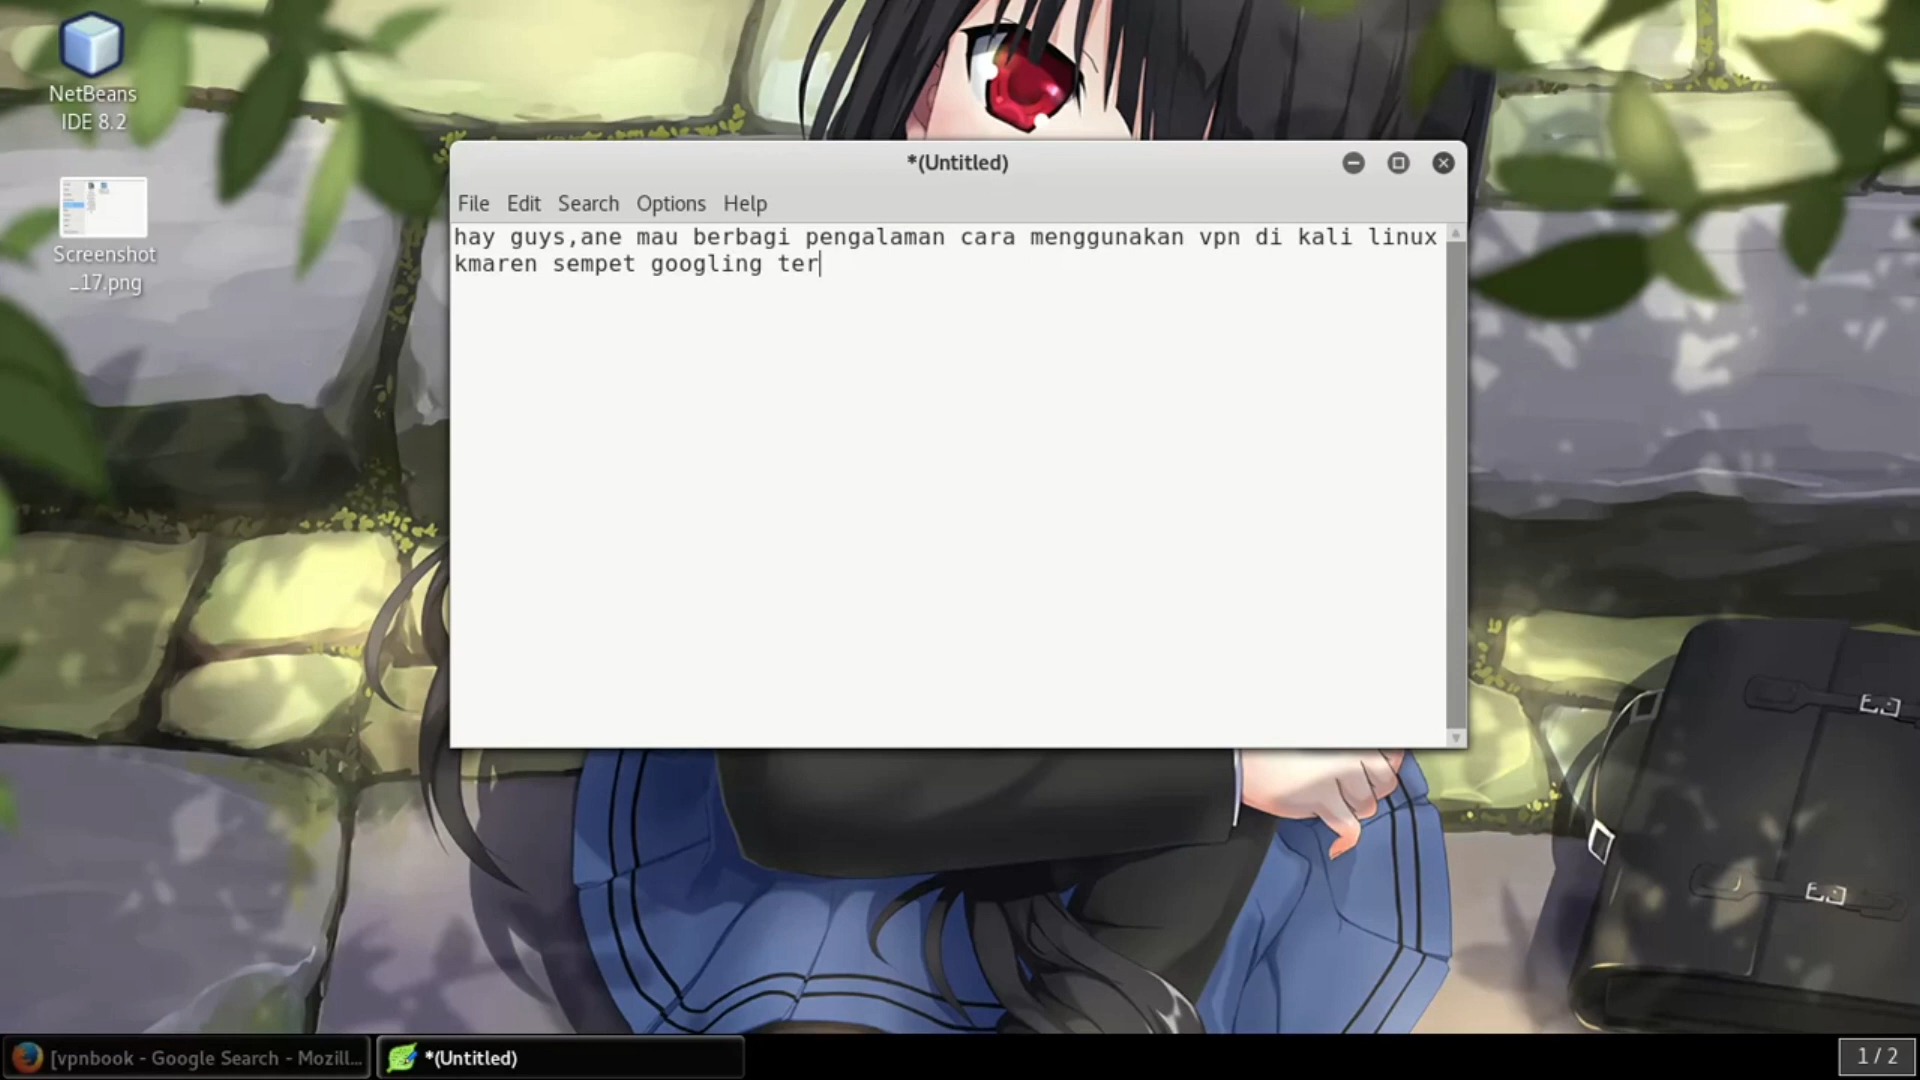 NetBeans
IDE 8.2
Screenshot
_17.png
*(Untitled)
File Edit Search Options Help
hay guys,ane mau berbagi pengalaman cara menggunakan vpn di kali linux
kmaren sempet googling ter
[vpnbook - Google Search - Mozill...
*(Untitled)
1 / 2